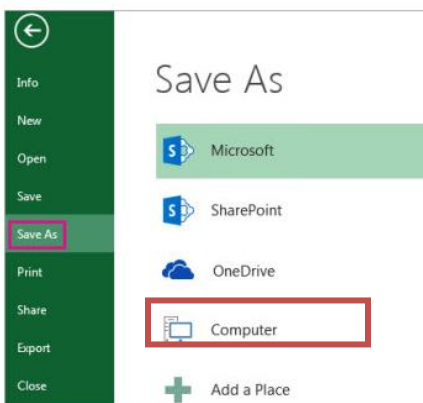 Info
New
Open
Save
Save As
Print
Share
Export
Close
Save As
Microsoft
SharePoint
OneDrive
Computer
Add a Place